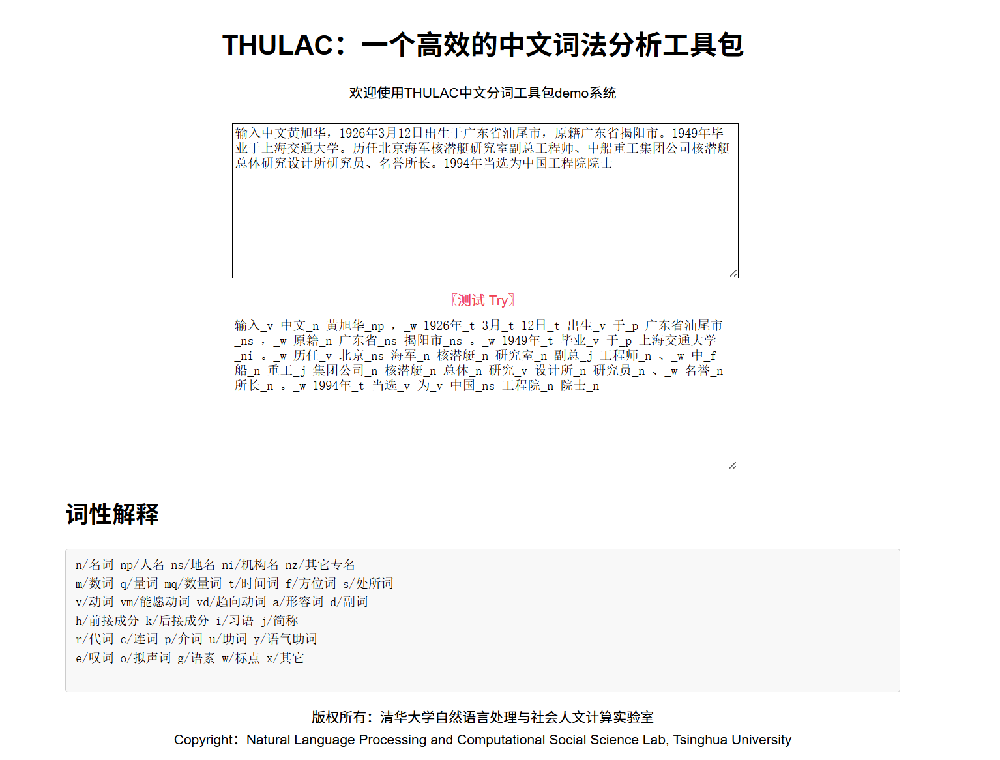 THULAC：一个高效的中文词法分析工具包
欢迎使用THULAC中文分词工具包demo系统
输入中文黄旭华，1926年3月12日出生于广东省汕尾市，原籍广东省揭阳市。1949年毕
业于上海交通大学。历任北京海军核潜艇研究室副总工程师、中船重工集团公司核潜艇
总体研究设计所研究员、名誉所长。1994年当选为中国工程院院士
〖测试 Try〗
输入_v 中文_n 黄旭华_np ，_w 1926年_t 3月_t 12日_t 出生_v 于_p 广东省汕尾市
_ns ，_w 原籍_n 广东省_ns 揭阳市_ns 。_w 1949年_t 毕业_v 于_p 上海交通大学
_ni 。_w 历任_v 北京_ns 海军_n 核潜艇_n 研究室_n 副总_j 工程师_n 、_w 中_f
船_n 重工_j 集团公司_n 核潜艇_n 总体_n 研究_v 设计所_n 研究员_n 、_w 名誉_n
所长_n 。_w 1994年_t 当选_v 为_v 中国_ns 工程院_n 院士_n
词性解释
n/名词 np/人名 ns/地名 ni/机构名 nz/其它专名
m/数词 q/量词 mq/数量词 t/时间词 f/方位词 s/处所词
v/动词 vm/能愿动词 vd/趋向动词 a/形容词 d/副词
h/前接成分 k/后接成分 i/习语 j/简称
r/代词 c/连词 p/介词 u/助词 y/语气助词
e/叹词 o/拟声词 g/语素 w/标点 x/其它
版权所有：清华大学自然语言处理与社会人文计算实验室
Copyright：Natural Language Processing and Computational Social Science Lab, Tsinghua University